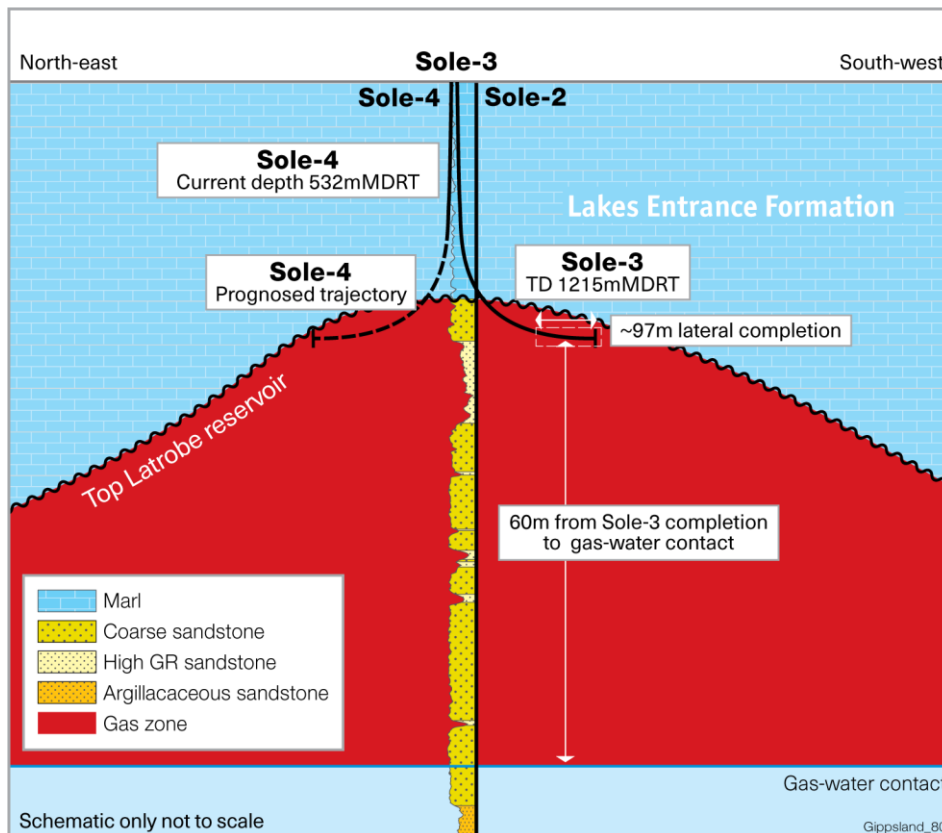 North-east
Sole-3
South-west
Sole-4
Sole-2
Sole-4
Current depth 532mMDRT
Lakes Entrance Formation
Sole-4
Prognosed trajectory
Sole-3
TD 1215mMDRT
~97m lateral completion
Top Latrobe reservoir
60m from Sole-3 completion
to gas-water contact
Marl
Coarse sandstone
High GR sandstone
Argillacaceous sandstone
Gas zone
Gas-water contact
Schematic only not to scale
Gippsland_80